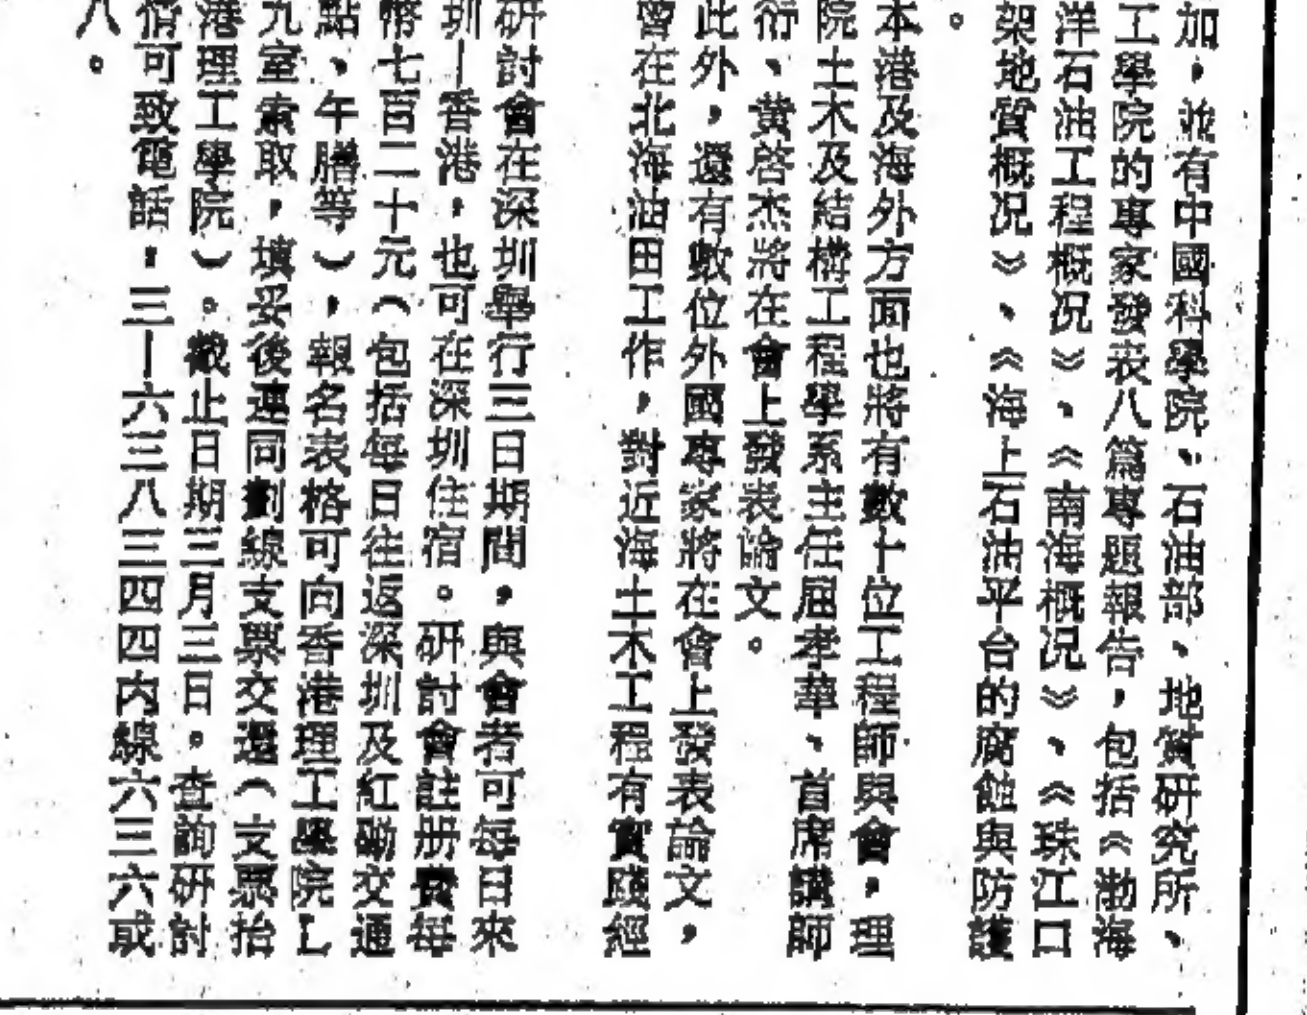 加，並有中國科學院、石油部、地質研究所、
工學院的專家發表八篇專題報告，包括《渤海
洋石油工程概況》、《南海概況》、《珠江口
架地質概況》、《海上石油平台的腐蝕與防護
。
本港及海外方面也將有數十位工程師與會，理
院土木及結構工程學系主任屈孝華、首席講師
衍、黃啓杰將在會上發表論文。
此外，還有數位外國專家將在會上發表論文，
曾在北海油田工作，對近海土木工程有實踐經
研討會在深圳舉行三日期間，與會者可每日來
圳—香港，也可在深圳住宿。研討會註册費每
幣七百二十元（包括每日往返深圳及紅磡交通
點、午膳等），報名表格可向香港理工學院L
九室索取，填妥後連同劃線支票交還（支票抬
港理工學院）。截止日期三月三日。查詢研討
情可致電話：三—六三八三四四内線六三六或
八。